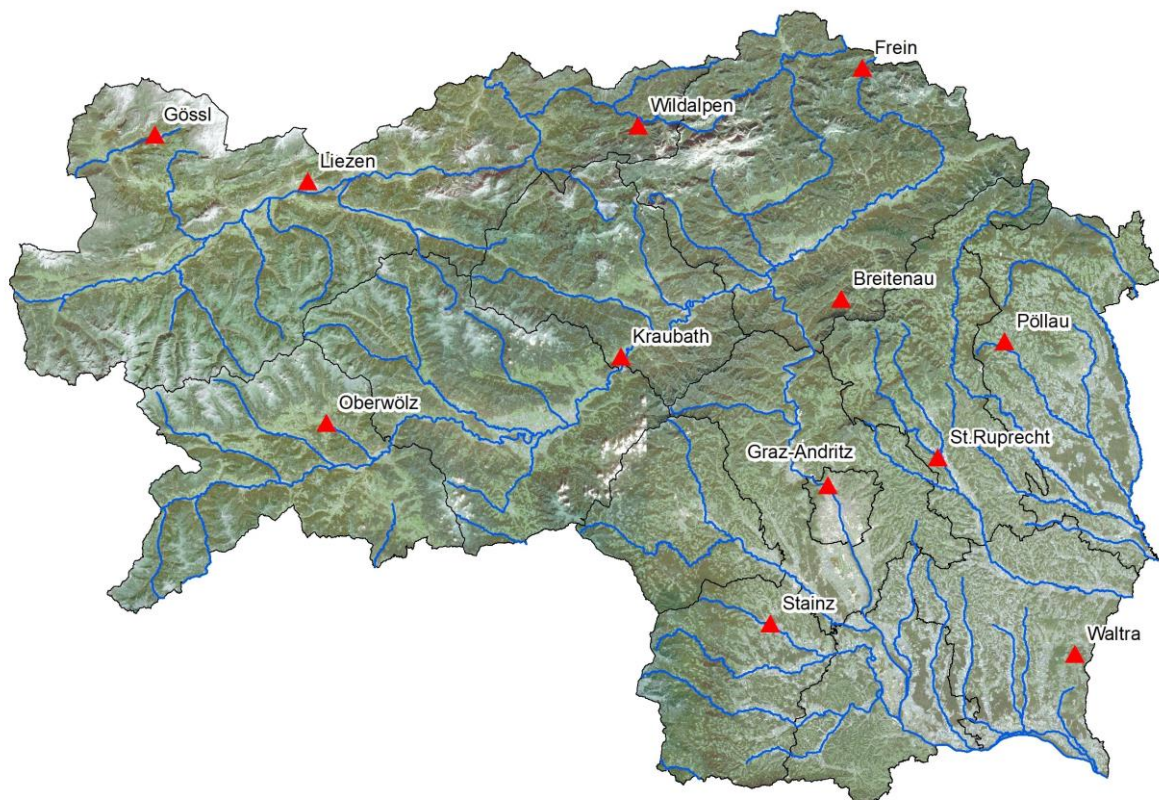 Frein
Gössl
Wildalpen
Liezen
Breitenau
Pöllau
Kraubath
Oberwölz
St.Ruprecht
Graz-Andritz
Stainz
Waltra